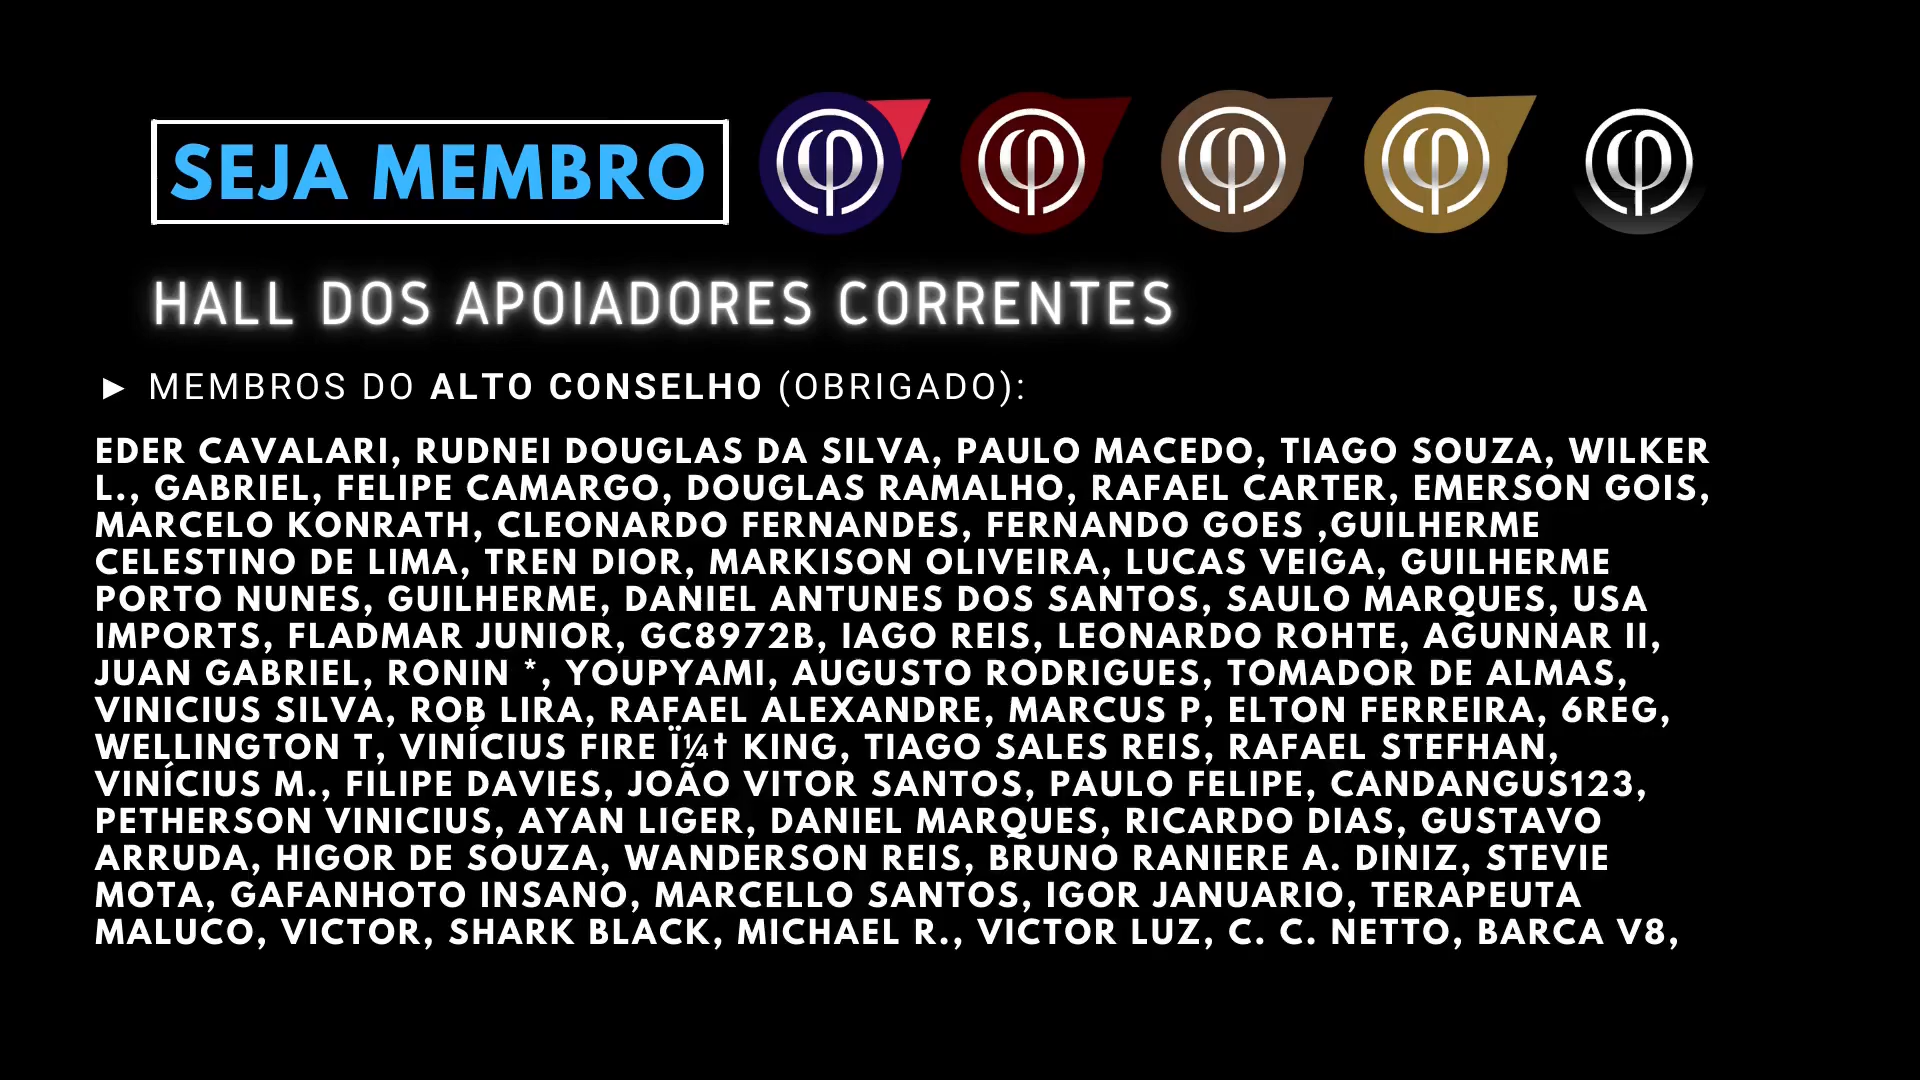 SEJA MEMBRO
HALL DOS APOIADORES CORRENTES
► MEMBROS DO ALTO CONSELHO (OBRIGADO):
EDER CAVALARI, RUDNEI DOUGLAS DA SILVA, PAULO MACEDO, TIAGO SOUZA, WILKER
L., GABRIEL, FELIPE CAMARGO, DOUGLAS RAMALHO, RAFAEL CARTER, EMERSON GOIS,
MARCELO KONRATH, CLEONARDO FERNANDES, FERNANDO GOES ,GUILHERME
CELESTINO DE LIMA, TREN DIOR, MARKISON OLIVEIRA, LUCAS VEIGA, GUILHERME
PORTO NUNES, GUILHERME, DANIEL ANTUNES DOS SANTOS, SAULO MARQUES, USA
IMPORTS, FLADMAR JUNIOR, GC8972B, IAGO REIS, LEONARDO ROHTE, AGUNNAR II,
JUAN GABRIEL, RONIN *, YOUPYAMI, AUGUSTO RODRIGUES, TOMADOR DE ALMAS,
VINICIUS SILVA, ROB LIRA, RAFAEL ALEXANDRE, MARCUS P, ELTON FERREIRA, 6REG,
WELLINGTON T, VINÍCIUS FIRE Ï¼† KING, TIAGO SALES REIS, RAFAEL STEFHAN,
VINÍCIUS M., FILIPE DAVIES, JOÃO VITOR SANTOS, PAULO FELIPE, CANDANGUS123,
PETHERSON VINICIUS, AYAN LIGER, DANIEL MARQUES, RICARDO DIAS, GUSTAVO
ARRUDA, HIGOR DE SOUZA, WANDERSON REIS, BRUNO RANIERE A. DINIZ, STEVIE
MOTA, GAFANHOTO INSANO, MARCELLO SANTOS, IGOR JANUARIO, TERAPEUTA
MALUCO, VICTOR, SHARK BLACK, MICHAEL R., VICTOR LUZ, C. C. NETTO, BARCA V8,